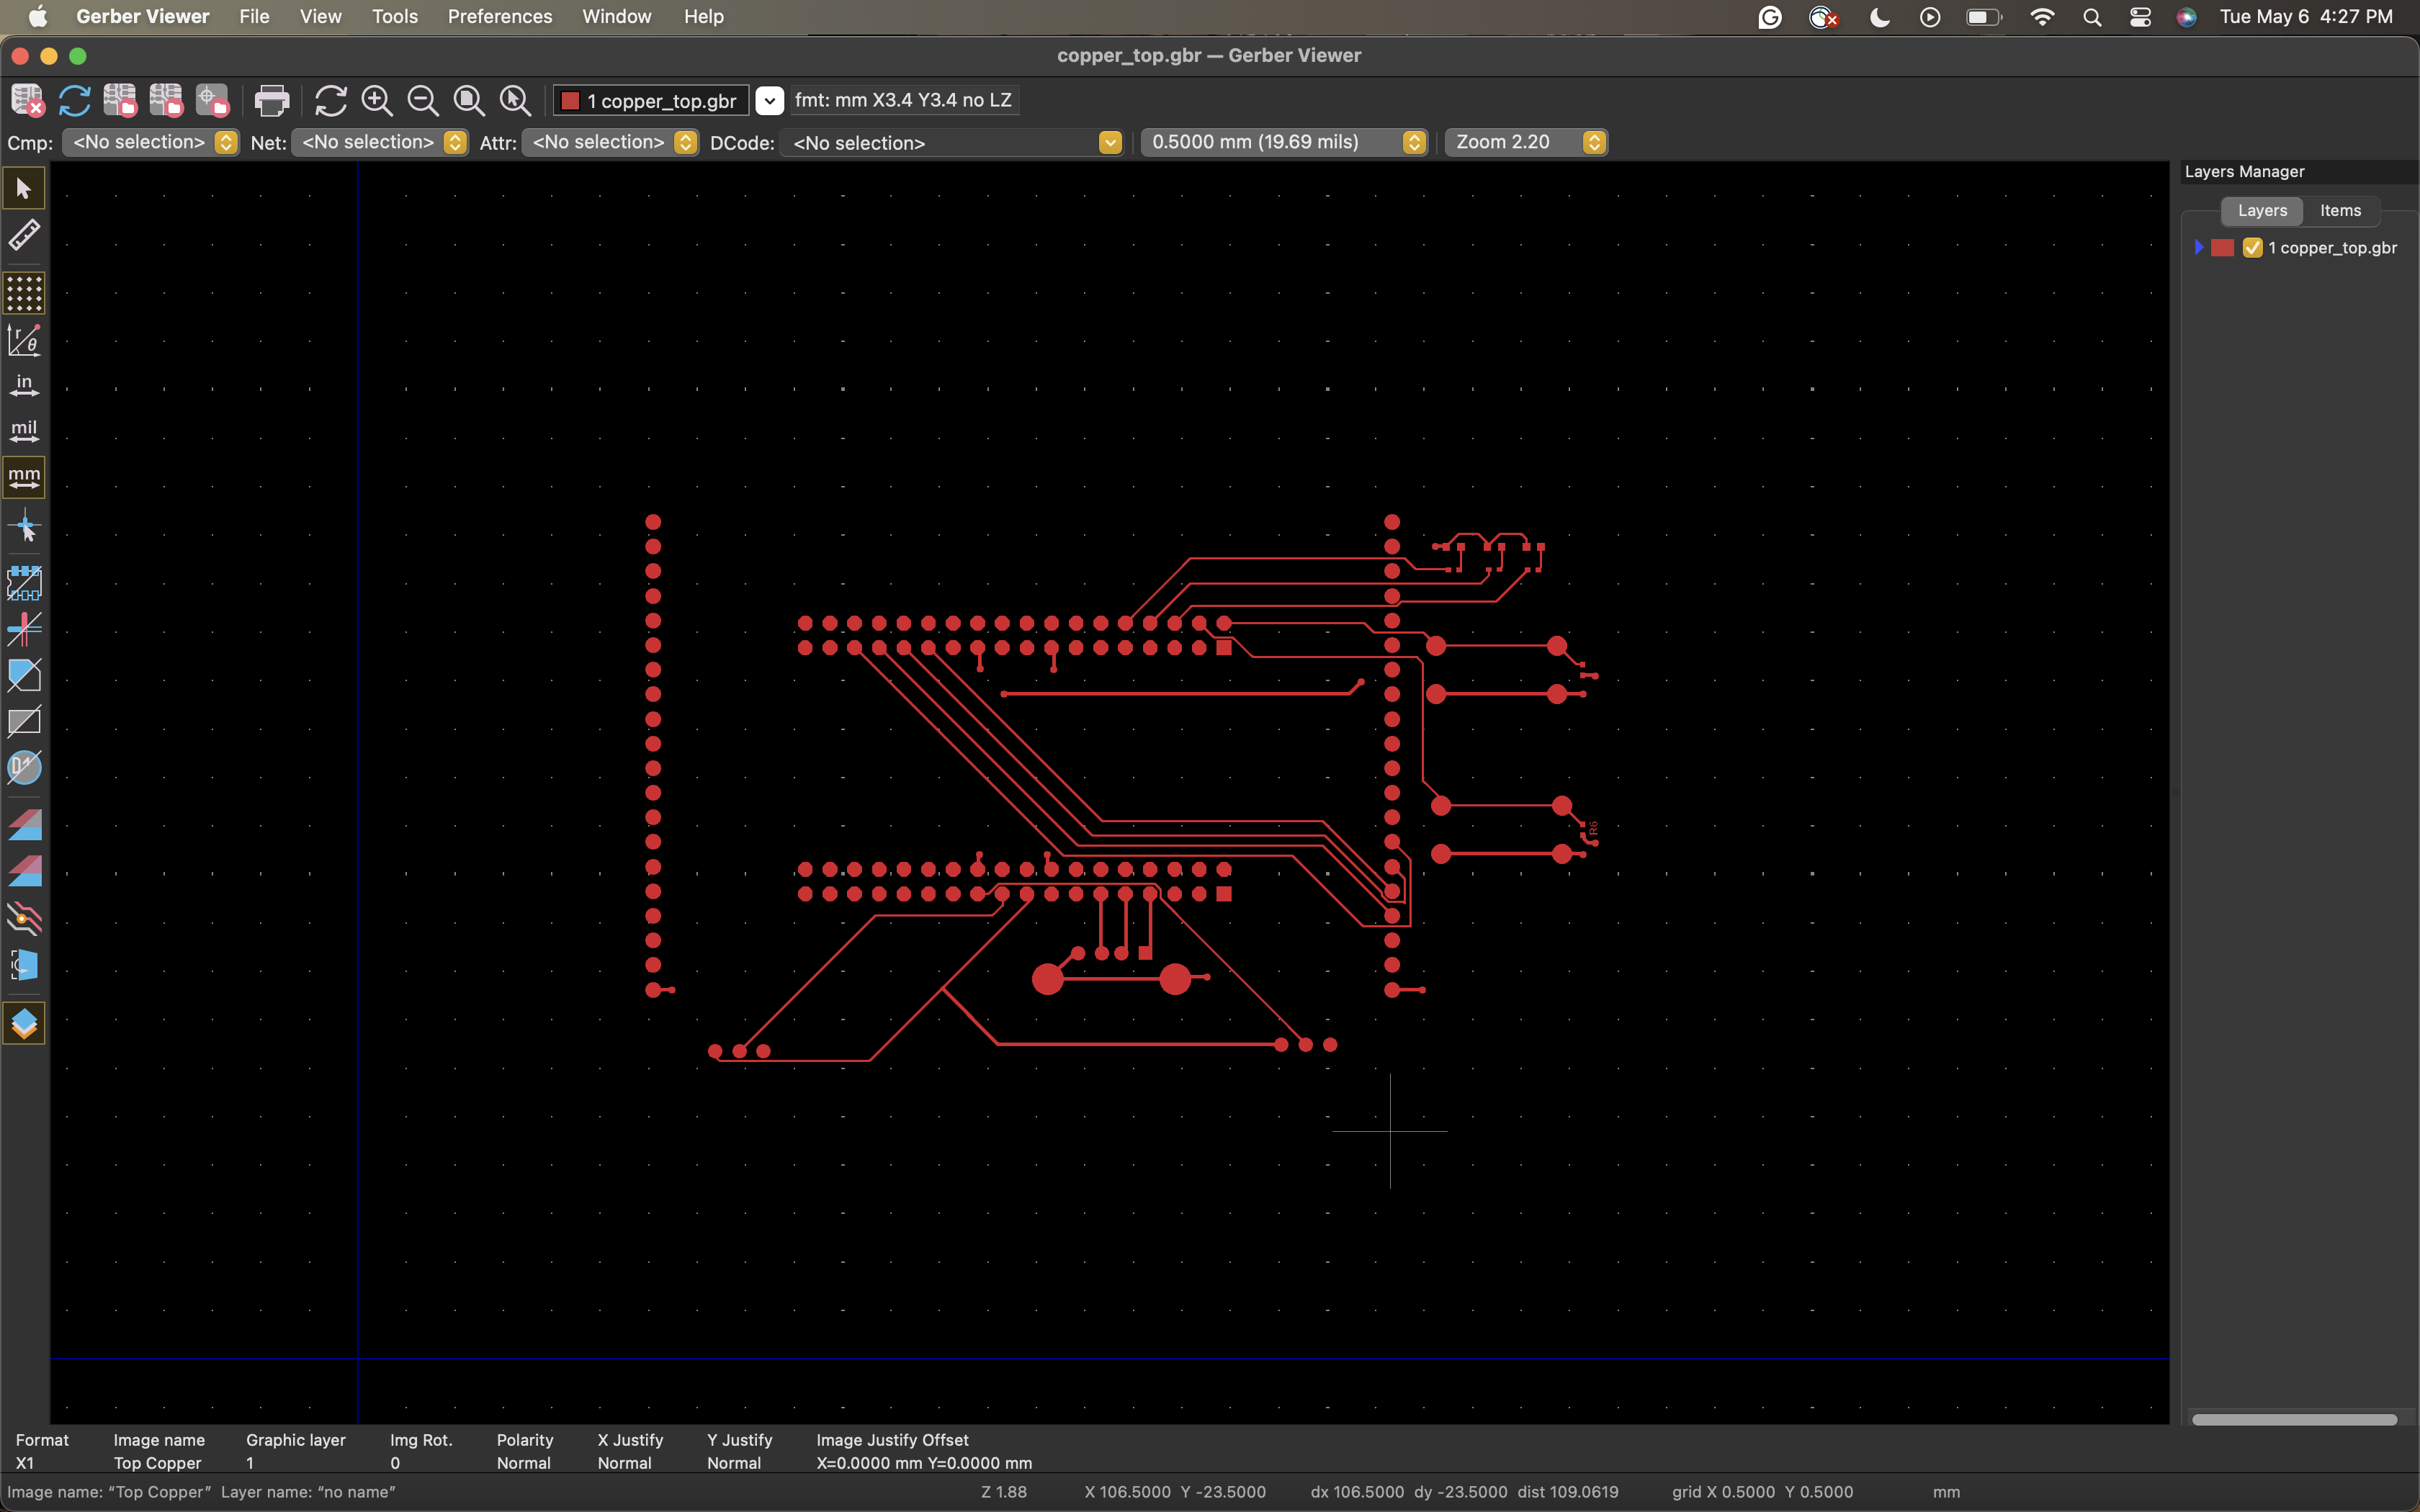 Gerber Viewer File View Tools Preferences Window Help Tue May 6 4:27 PM
copper_top.gbr — Gerber Viewer
1 copper_top.gbr fmt: mm X3.4 Y3.4 no LZ
Cmp: <No selection> Net: <No selection> Attr: <No selection> DCode: <No selection> 0.5000 mm (19.69 mils) Zoom 2.20
Layers Manager
Layers Items
1 copper_top.gbr
r
θ
in
mil
mm
D1
R6
Format Image name Graphic layer Img Rot. Polarity X Justify Y Justify Image Justify Offset
X1 Top Copper 1 0 Normal Normal Normal X=0.0000 mm Y=0.0000 mm
Image name: “Top Copper” Layer name: “no name” Z 1.88 X 106.5000 Y -23.5000 dx 106.5000 dy -23.5000 dist 109.0619 grid X 0.5000 Y 0.5000 mm